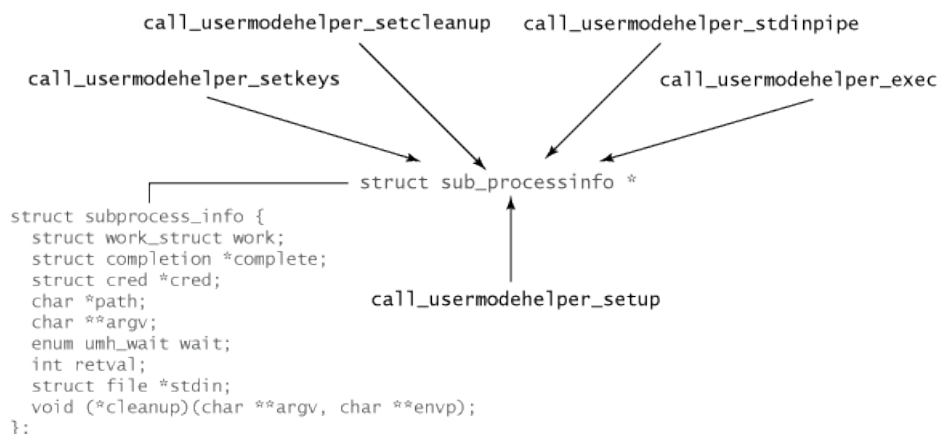 call_usermodehelper_setcleanup call_usermodehelper_stdinpipe
call_usermodehelper_setkeys call_usermodehelper_exec
struct sub_processinfo *
struct subprocess_info {
struct work_struct work;
struct completion *complete;
struct cred *cred;
char *path;
char **argv;
enum umh_wait wait;
int retval;
struct file *stdin;
void (*cleanup)(char **argv, char **envp);
};
call_usermodehelper_setup